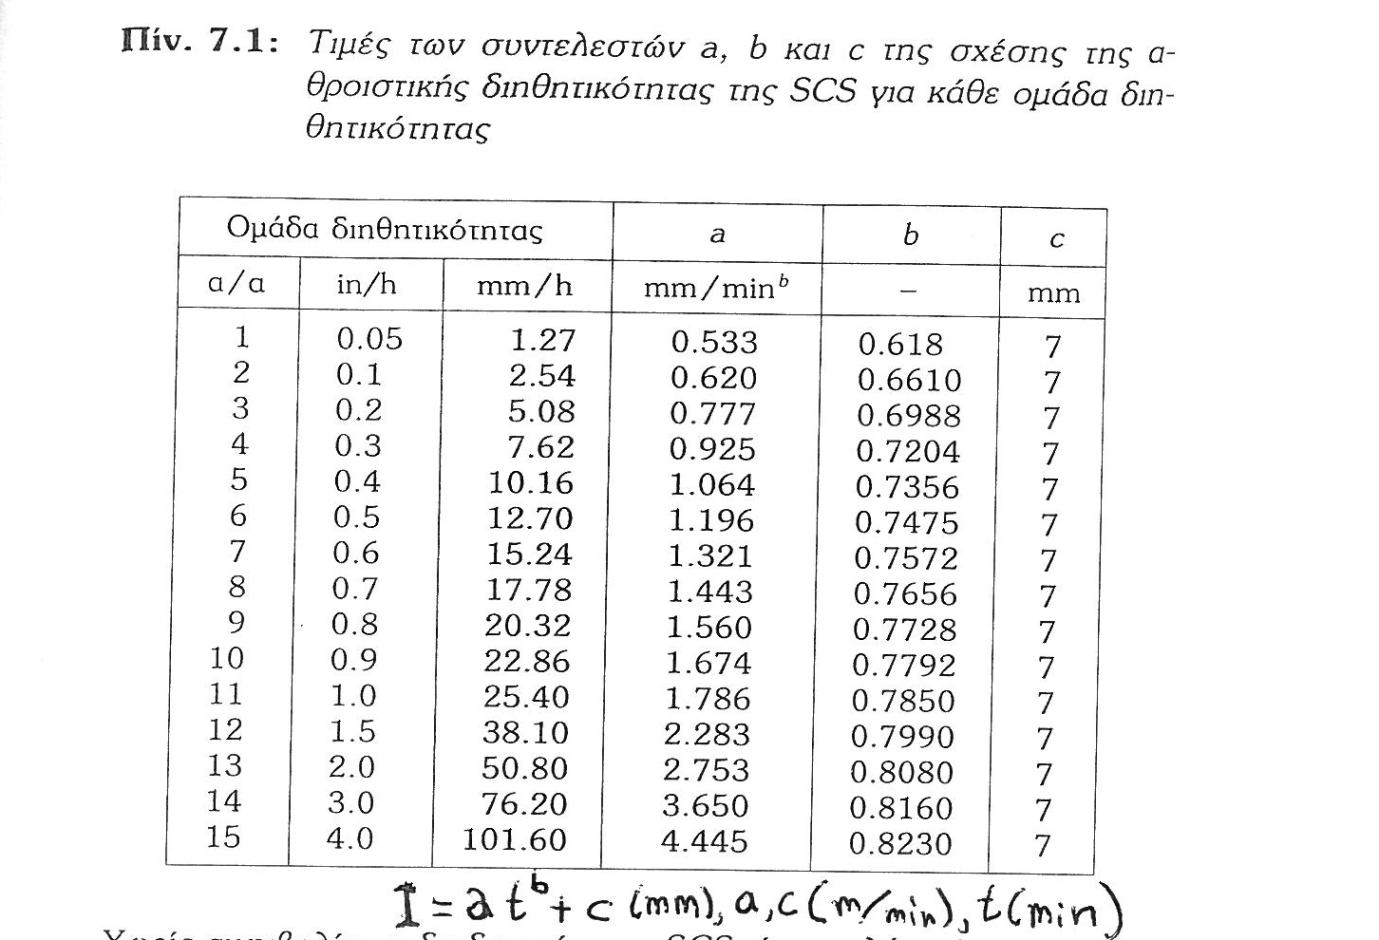 Πίν. 7.1: Τιμές των συντελεστών a, b και c της σχέσης της α-
θροιστικής διηθητικότητας της SCS για κάθε ομάδα διη-
θητικότητας
Ομάδα διηθητικότητας a b c
α/α in/h mm/h mm/minᵇ – mm
1 0.05 1.27 0.533 0.618 7
2 0.1 2.54 0.620 0.6610 7
3 0.2 5.08 0.777 0.6988 7
4 0.3 7.62 0.925 0.7204 7
5 0.4 10.16 1.064 0.7356 7
6 0.5 12.70 1.196 0.7475 7
7 0.6 15.24 1.321 0.7572 7
8 0.7 17.78 1.443 0.7656 7
9 0.8 20.32 1.560 0.7728 7
10 0.9 22.86 1.674 0.7792 7
11 1.0 25.40 1.786 0.7850 7
12 1.5 38.10 2.283 0.7990 7
13 2.0 50.80 2.753 0.8080 7
14 3.0 76.20 3.650 0.8160 7
15 4.0 101.60 4.445 0.8230 7
I = a tᵇ + c (mm), a, c (m/min), t (min)